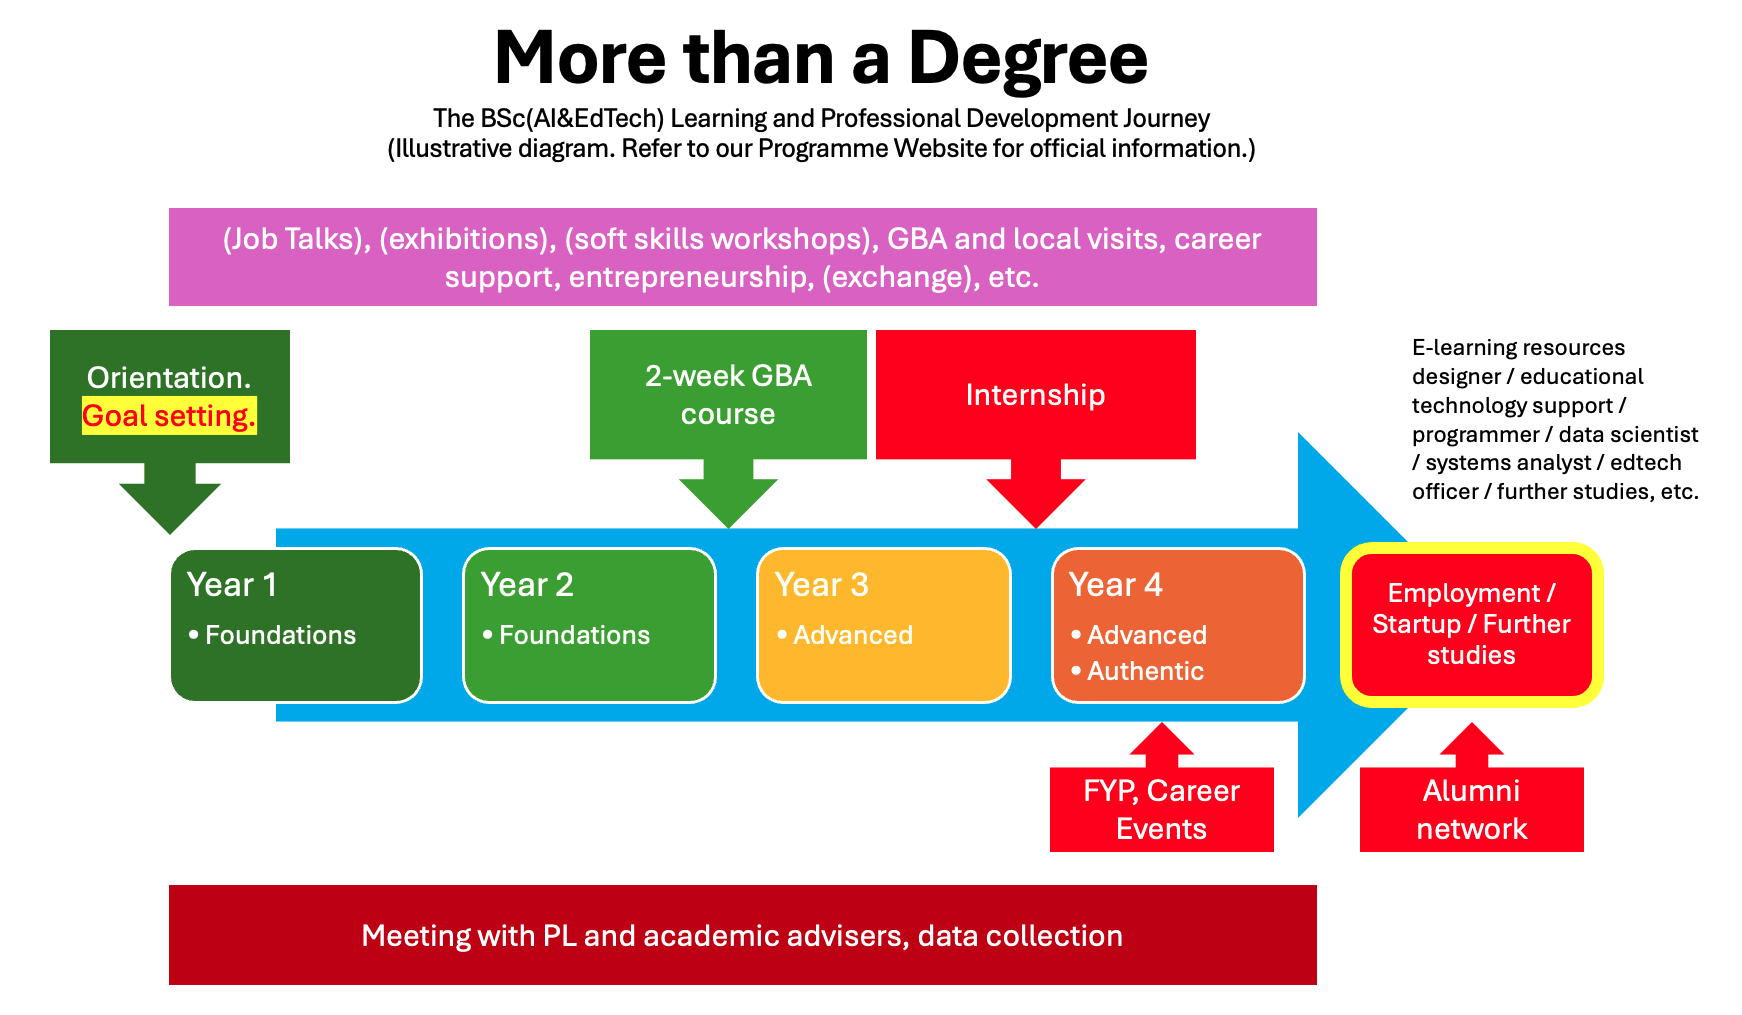 More than a Degree
The BSc(AI&EdTech) Learning and Professional Development Journey
(Illustrative diagram. Refer to our Programme Website for official information.)
(Job Talks), (exhibitions), (soft skills workshops), GBA and local visits, career
support, entrepreneurship, (exchange), etc.
Orientation.
Goal setting.
2-week GBA
course
Internship
E-learning resources
designer / educational
technology support /
programmer / data scientist
/ systems analyst / edtech
officer / further studies, etc.
Year 1
• Foundations
Year 2
• Foundations
Year 3
• Advanced
Year 4
• Advanced
• Authentic
Employment /
Startup / Further
studies
FYP, Career
Events
Alumni
network
Meeting with PL and academic advisers, data collection